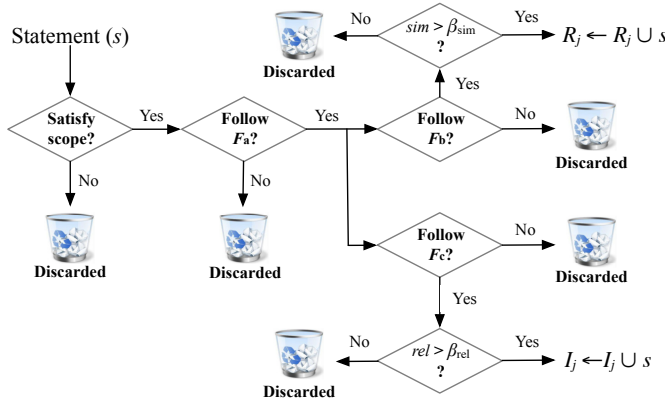 Statement (s)
No
Discarded
sim > βsim
?
Yes
Rj ← Rj ∪ s
Yes
Satisfy
scope?
Yes
Follow
Fa?
Yes
Follow
Fb?
No
Discarded
No
Discarded
No
Discarded
Follow
Fc?
No
Discarded
Yes
No
Discarded
rel > βrel
?
Yes
Ij ←Ij ∪ s